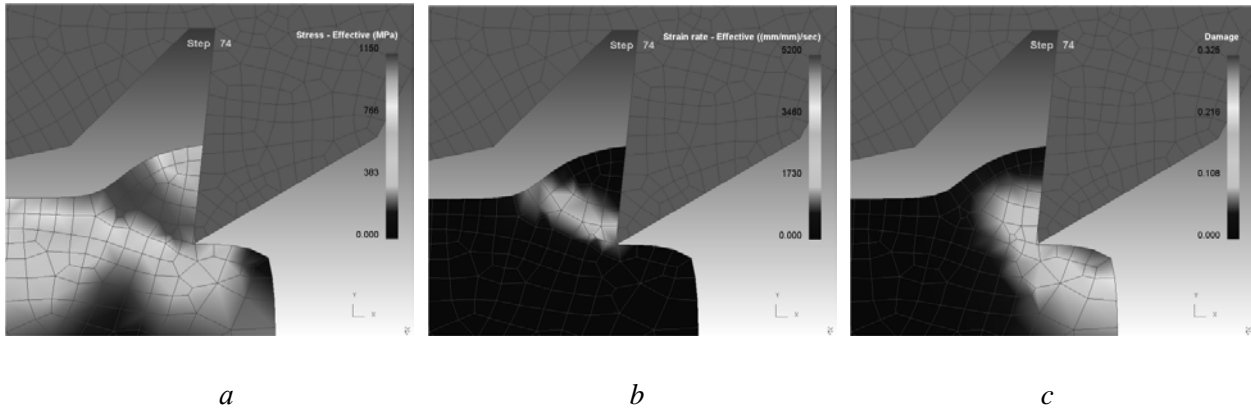 Stress - Effective (MPa)
1150
Step 74
766
383
0.000
Y
X
Strain rate - Effective ((mm/mm)/sec)
5200
Step 74
3460
1730
0.000
Y
X
Damage
0.325
Step 74
0.216
0.108
0.000
Y
X
a
b
c